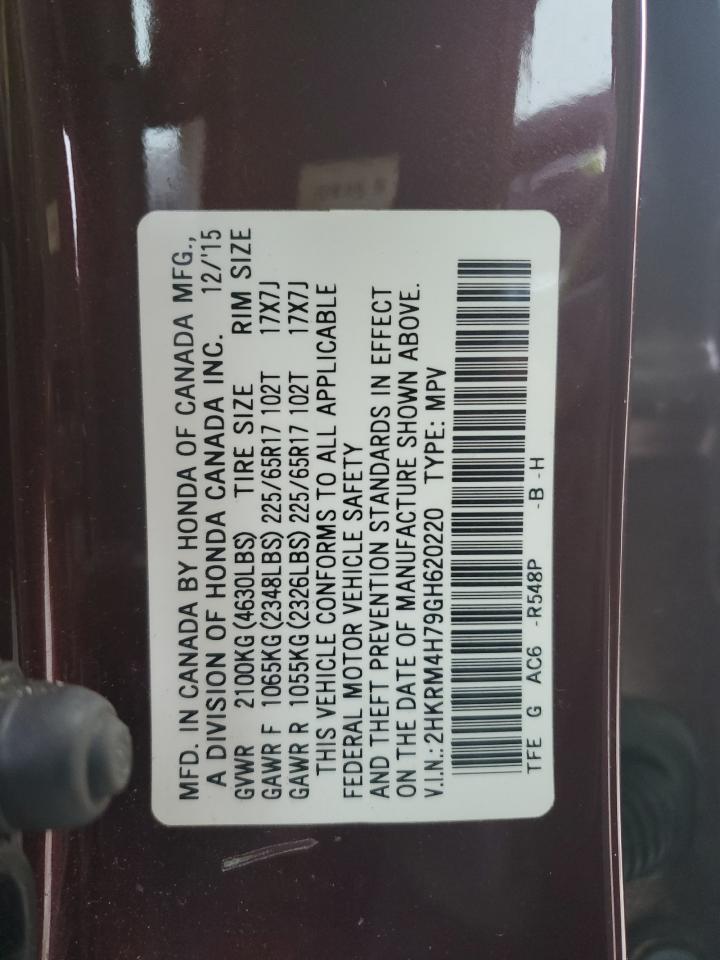 MFD. IN CANADA BY HONDA OF CANADA MFG.,
A DIVISION OF HONDA CANADA INC. 12/'15
GVWR 2100KG(4630LBS) TIRE SIZE RIM SIZE
GAWR F 1065KG(2348LBS)225/65R17 102T 17X7J
GAWR R 1055KG(2326LBS)225/65R17 102T 17X7J
THIS VEHICLE CONFORMS TO ALL APPLICABLE
FEDERAL MOTOR VEHICLE SAFETY
AND THEFT PREVENTION STANDARDS IN EFFECT
ON THE DATE OF MANUFACTURE SHOWN ABOVE.
V.I.N.:2HKRM4H79GH620220 TYPE: MPV
TFE G AC6 -R548P -B -H